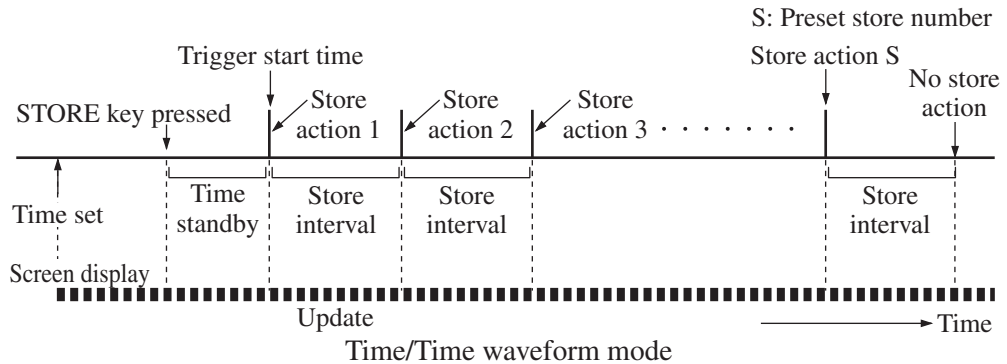 S: Preset store number
Trigger start time
Store action S
No store
action
STORE key pressed
Store
action 1
Store
action 2
Store
action 3
Time set
Time
standby
Store
interval
Store
interval
Store
interval
Screen display
Update
Time
Time/Time waveform mode